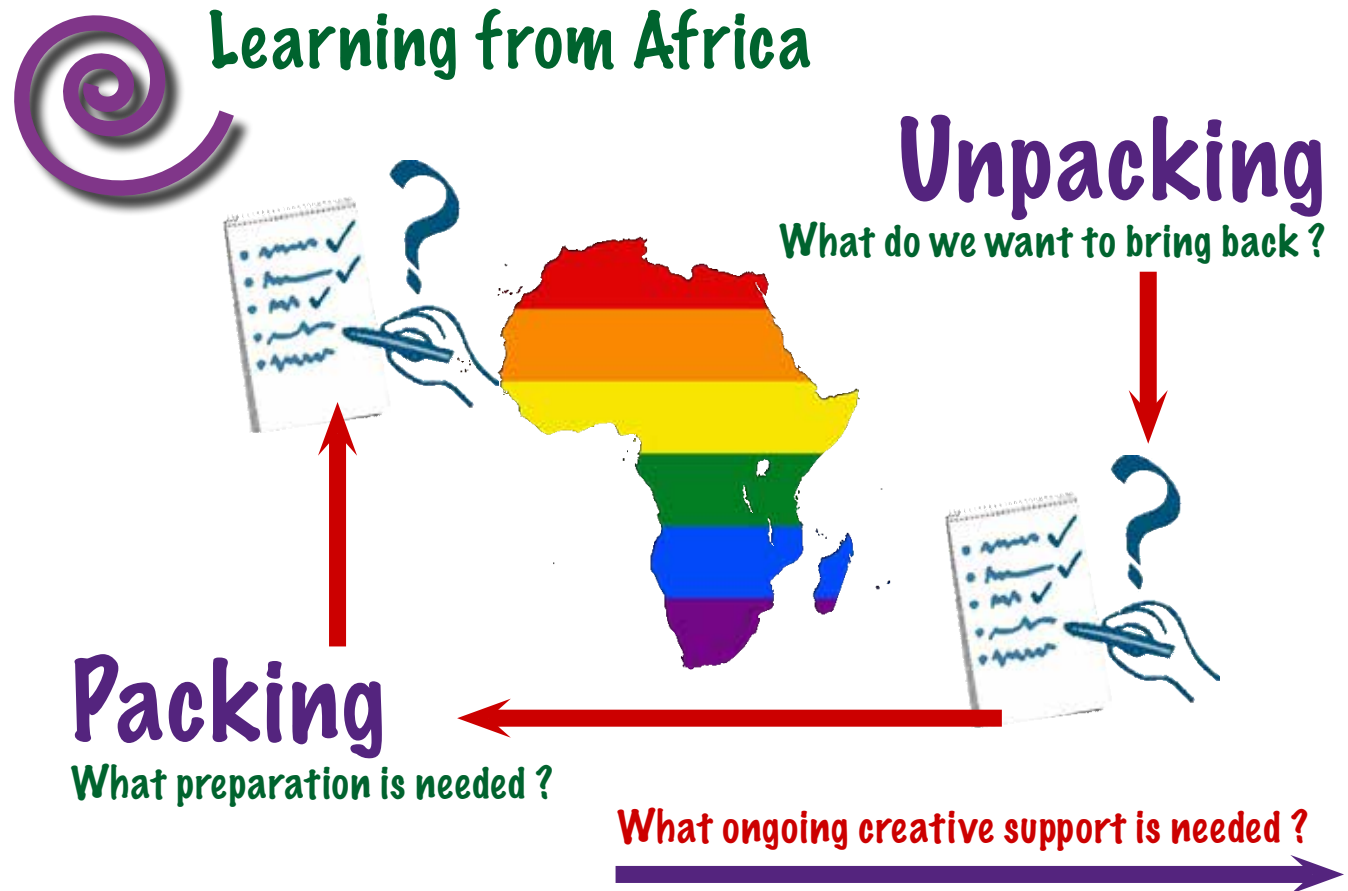 Learning from Africa
Unpacking
What do we want to bring back ?
Packing
What preparation is needed ?
What ongoing creative support is needed ?